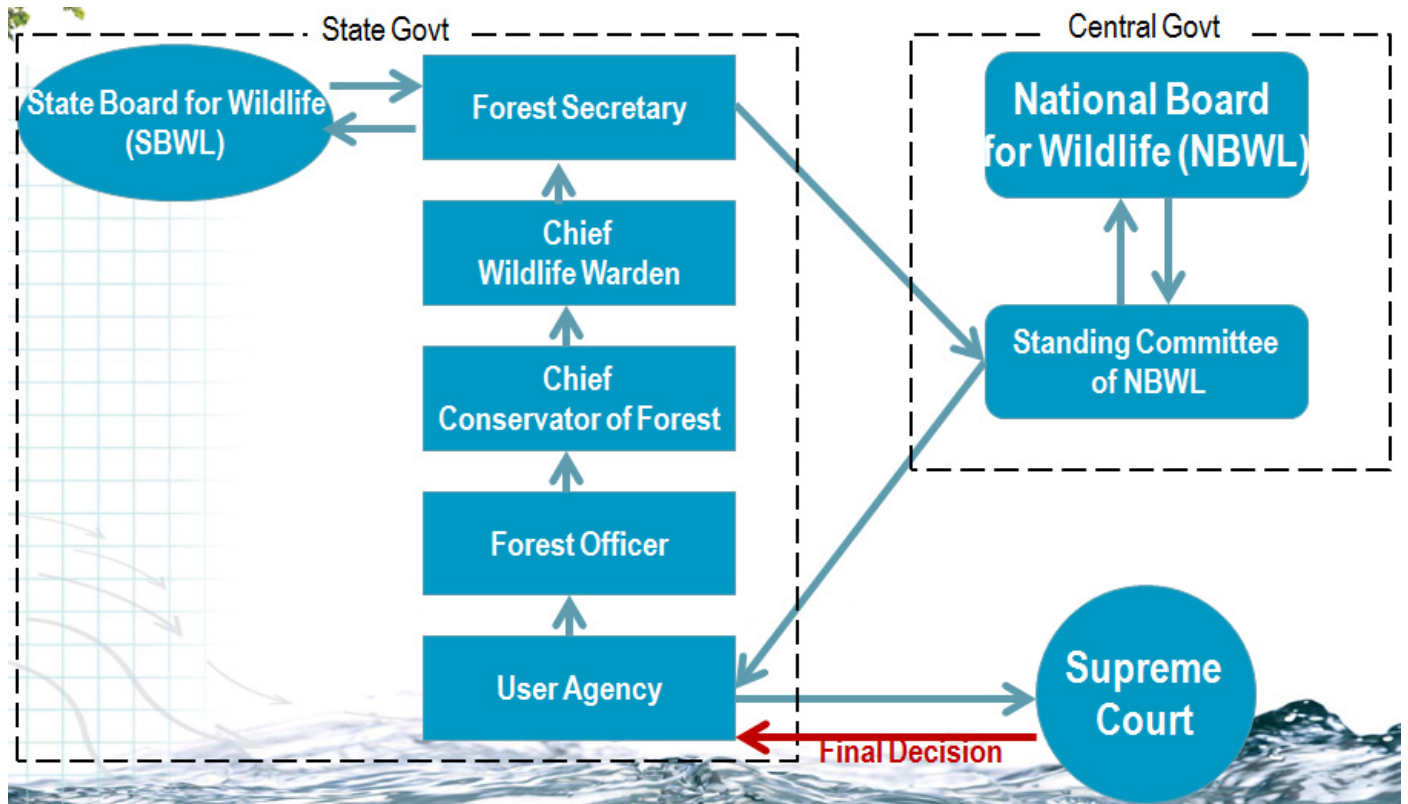 State Govt
Central Govt
State Board for Wildlife
(SBWL)
Forest Secretary
National Board
for Wildlife (NBWL)
Chief
Wildlife Warden
Standing Committee
of NBWL
Chief
Conservator of Forest
Forest Officer
User Agency
Supreme
Court
Final Decision